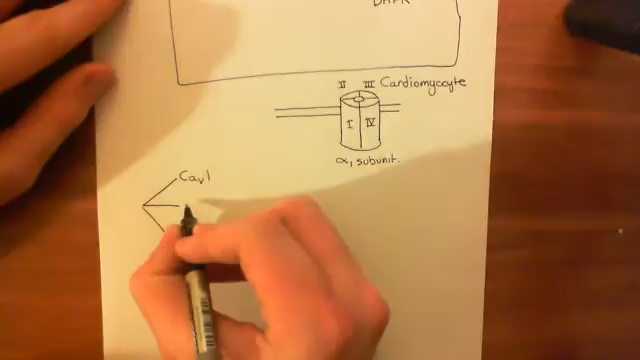 DHPR
II III Cardiomyocyte
I IV
α₁ subunit.
Cav1